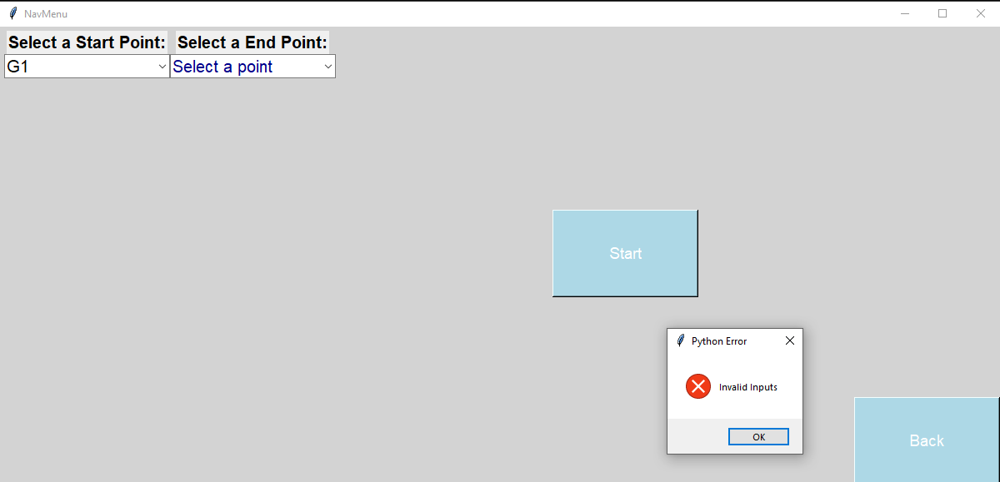 NavMenu
Select a Start Point: Select a End Point:
G1 Select a point
Start
Python Error
Invalid Inputs
OK
Back